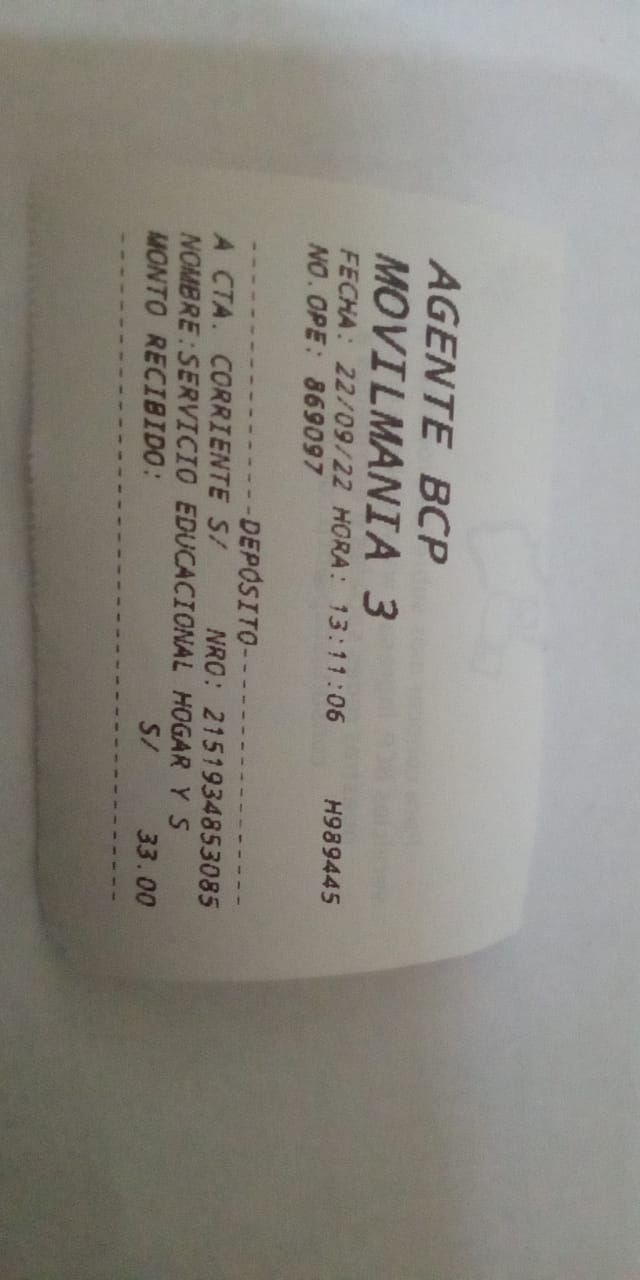 AGENTE BCP
MOVILMANIA 3
FECHA: 22/09/22 HORA: 13:11:06 H989445
NO.OPE: 869097
--------------------DEPÓSITO--------------------
A CTA. CORRIENTE S/ NRO: 2151934853085
NOMBRE:SERVICIO EDUCACIONAL HOGAR Y S
MONTO RECIBIDO: S/ 33.00